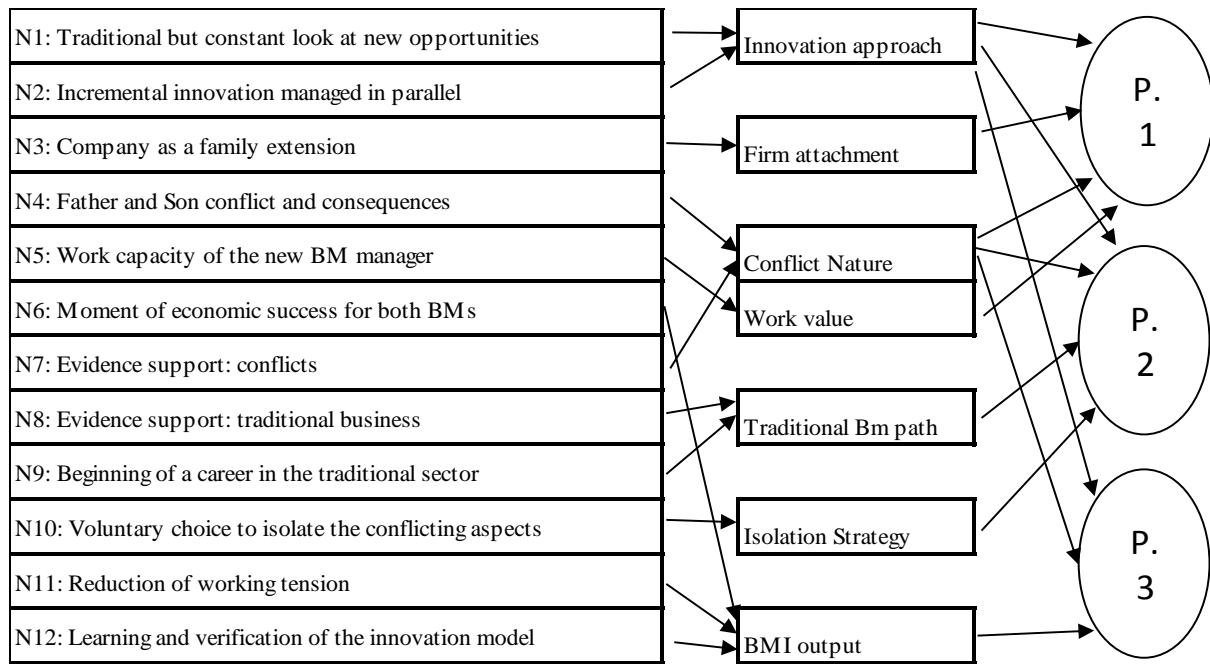 N1: Traditional but constant look at new opportunities
N2: Incremental innovation managed in parallel
N3: Company as a family extension
N4: Father and Son conflict and consequences
N5: Work capacity of the new BM manager
N6: Moment of economic success for both BMs
N7: Evidence support: conflicts
N8: Evidence support: traditional business
N9: Beginning of a career in the traditional sector
N10: Voluntary choice to isolate the conflicting aspects
N11: Reduction of working tension
N12: Learning and verification of the innovation model
Innovation approach
Firm attachment
Conflict Nature
Work value
Traditional Bm path
Isolation Strategy
BMI output
P.
1
P.
2
P.
3